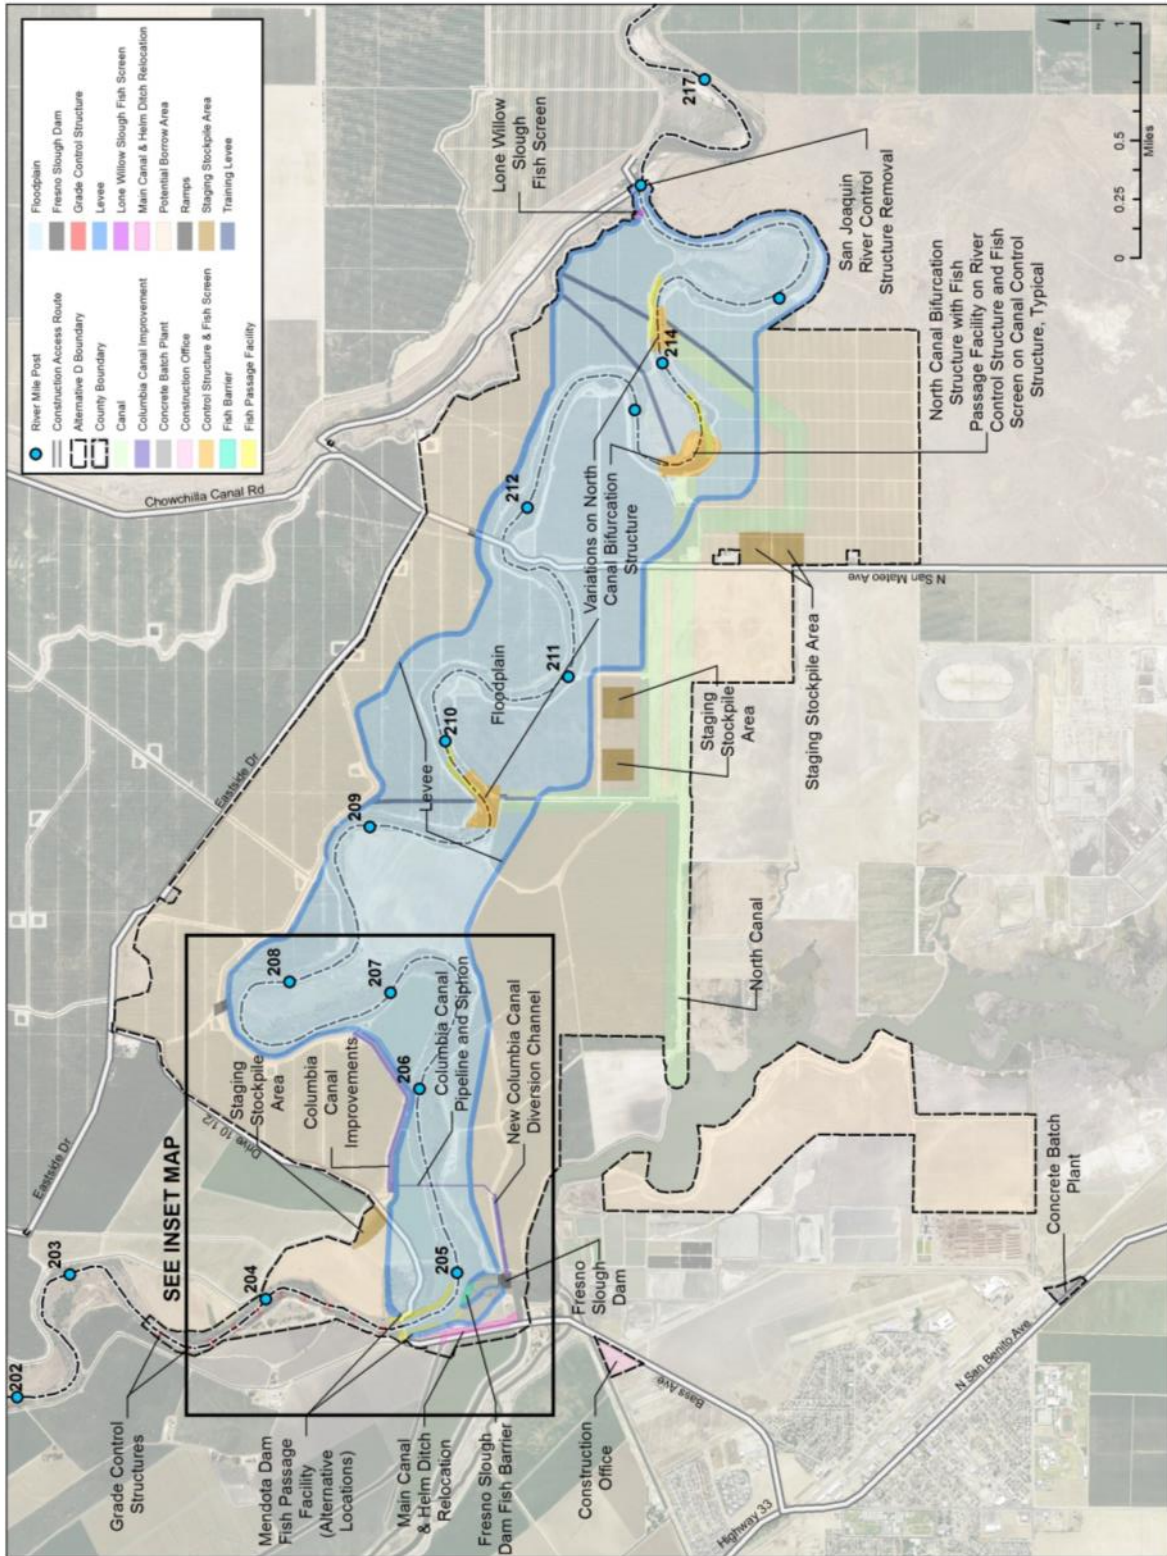 River Mile Post
Construction Access Route
Alternative D Boundary
County Boundary
Canal
Columbia Canal Improvement
Concrete Batch Plant
Construction Office
Control Structure & Fish Screen
Fish Barrier
Fish Passage Facility
Floodplain
Fresno Slough Dam
Grade Control Structure
Levee
Lone Willow Slough Fish Screen
Main Canal & Helm Ditch Relocation
Potential Borrow Area
Ramps
Staging Stockpile Area
Training Levee
202
203
Grade Control
Structures
SEE INSET MAP
204
Eastside Dr
Drive 10 1/2
Staging
Stockpile
Area
208
Columbia
Canal
Improvements
207
206
205
Mendota Dam
Fish Passage
Facility
(Alternative
Locations)
Main Canal
& Helm Ditch
Relocation
Fresno Slough
Dam Fish Barrier
Columbia Canal
Pipeline and Siphon
New Columbia Canal
Diversion Channel
Fresno
Slough
Dam
Construction
Office
Bass Ave
Highway 33
N San Benito Ave
Concrete Batch
Plant
North Canal
Eastside Dr
209
Levee
210
Floodplain
211
212
Chowchilla Canal Rd
Variations on North
Canal Bifurcation
Structure
214
Staging
Stockpile
Area
Staging Stockpile Area
N San Mateo Ave
Lone Willow
Slough
Fish Screen
217
San Joaquin
River Control
Structure Removal
North Canal Bifurcation
Structure with Fish
Passage Facility on River
Control Structure and Fish
Screen on Canal Control
Structure, Typical
0 0.25 0.5 1
Miles